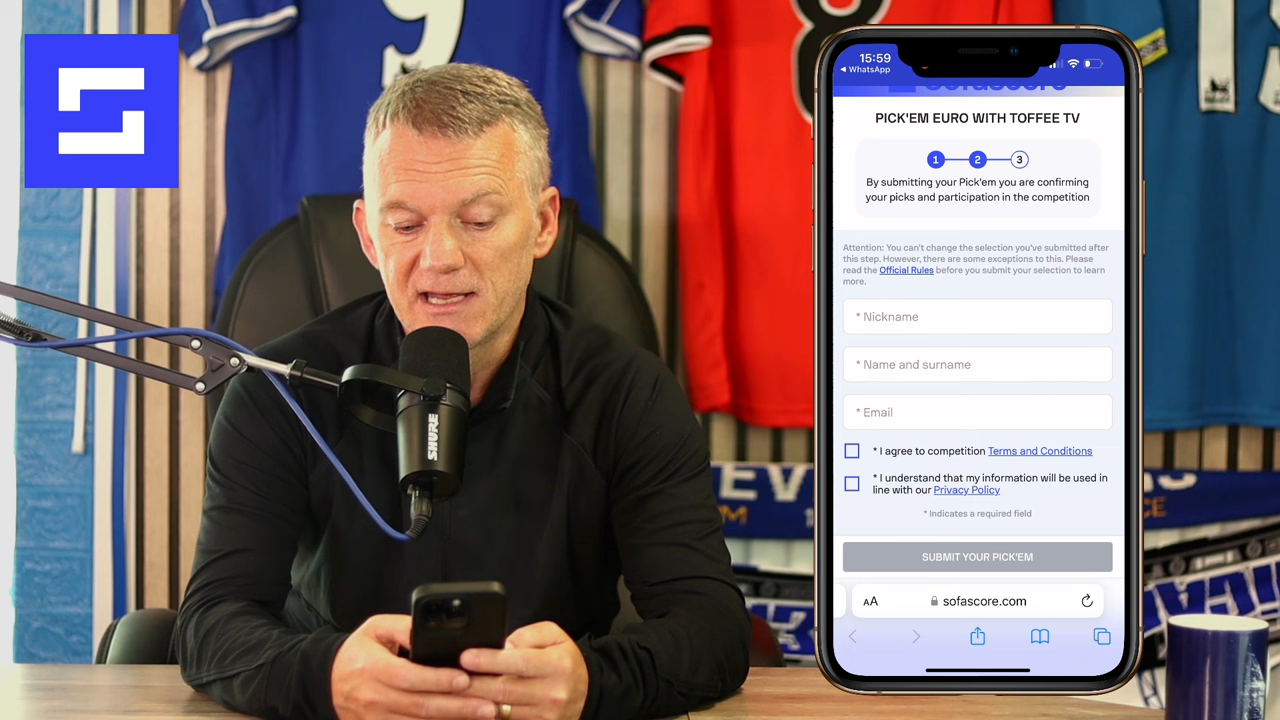 9
8
15:59
WhatsApp
Sofascore
PICK'EM EURO WITH TOFFEE TV
1
2
3
By submitting your Pick'em you are confirming
your picks and participation in the competition
Attention: You can't change the selection you've submitted after
this step. However, there are some exceptions to this. Please
read the Official Rules before you submit your selection to learn
more.
* Nickname
* Name and surname
* Email
* I agree to competition Terms and Conditions
* I understand that my information will be used in
line with our Privacy Policy
* Indicates a required field
SUBMIT YOUR PICK'EM
AA
sofascore.com
SHURE